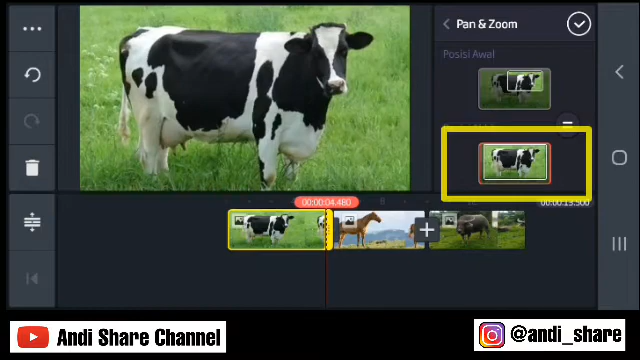 Pan & Zoom
Posisi Awal
00:00:04.480
00:00:13.500
Andi Share Channel
@andi_share